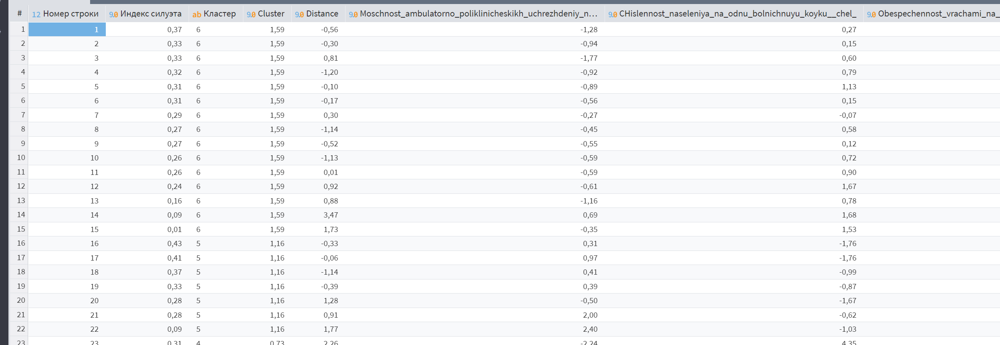 # 12 Номер строки 9.0 Индекс силуэта ab Кластер 9.0 Cluster 9.0 Distance 9.0 Moschnost_ambulatorno_poliklinicheskikh_uchrezhdeniy_n... 9.0 CHislennost_naseleniya_na_odnu_bolnichnuyu_koyku__chel_ 9.0 Obespechennost_vrachami_na_
1 1 0,37 6 1,59 -0,56 -1,28 0,27
2 2 0,33 6 1,59 -0,30 -0,94 0,15
3 3 0,33 6 1,59 0,81 -1,77 0,60
4 4 0,32 6 1,59 -1,20 -0,92 0,79
5 5 0,31 6 1,59 -0,10 -0,89 1,13
6 6 0,31 6 1,59 -0,17 -0,56 0,15
7 7 0,29 6 1,59 0,30 -0,27 -0,07
8 8 0,27 6 1,59 -1,14 -0,45 0,58
9 9 0,27 6 1,59 -0,52 -0,55 0,12
10 10 0,26 6 1,59 -1,13 -0,59 0,72
11 11 0,26 6 1,59 0,01 -0,59 0,90
12 12 0,24 6 1,59 0,92 -0,61 1,67
13 13 0,16 6 1,59 0,88 -1,16 0,78
14 14 0,09 6 1,59 3,47 0,69 1,68
15 15 0,01 6 1,59 1,73 -0,35 1,53
16 16 0,43 5 1,16 -0,33 0,31 -1,76
17 17 0,41 5 1,16 -0,06 0,97 -1,76
18 18 0,37 5 1,16 -1,14 0,41 -0,99
19 19 0,33 5 1,16 -0,39 0,39 -0,87
20 20 0,28 5 1,16 1,28 -0,50 -1,67
21 21 0,28 5 1,16 0,91 2,00 -0,62
22 22 0,09 5 1,16 1,77 2,40 -1,03
23 23 0,31 4 0,73 2,26 -2,24 4,35